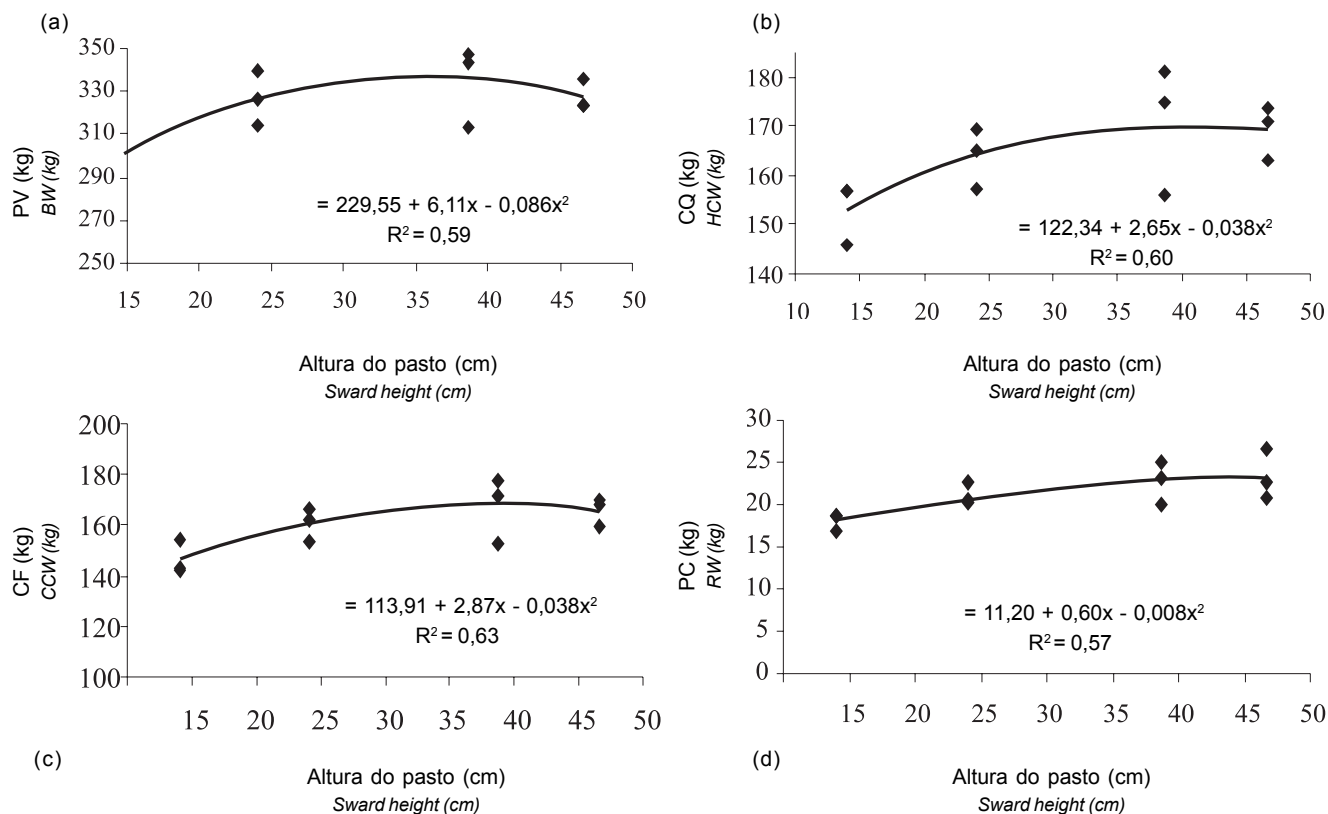 (a)
350
330
310
290
270
250
PV (kg)
BW (kg)
= 229,55 + 6,11x - 0,086x²
R² = 0,59
15 20 25 30 35 40 45 50
Altura do pasto (cm)
Sward height (cm)
(b)
180
170
160
150
140
CQ (kg)
HCW (kg)
= 122,34 + 2,65x - 0,038x²
R² = 0,60
10 20 25 30 35 40 45 50
Altura do pasto (cm)
Sward height (cm)
200
180
160
140
120
100
CF (kg)
CCW (kg)
= 113,91 + 2,87x - 0,038x²
R² = 0,63
15 20 25 30 35 40 45 50
(c)
Altura do pasto (cm)
Sward height (cm)
30
25
20
15
10
5
0
PC (kg)
RW (kg)
= 11,20 + 0,60x - 0,008x²
R² = 0,57
15 20 25 30 35 40 45 50
(d)
Altura do pasto (cm)
Sward height (cm)